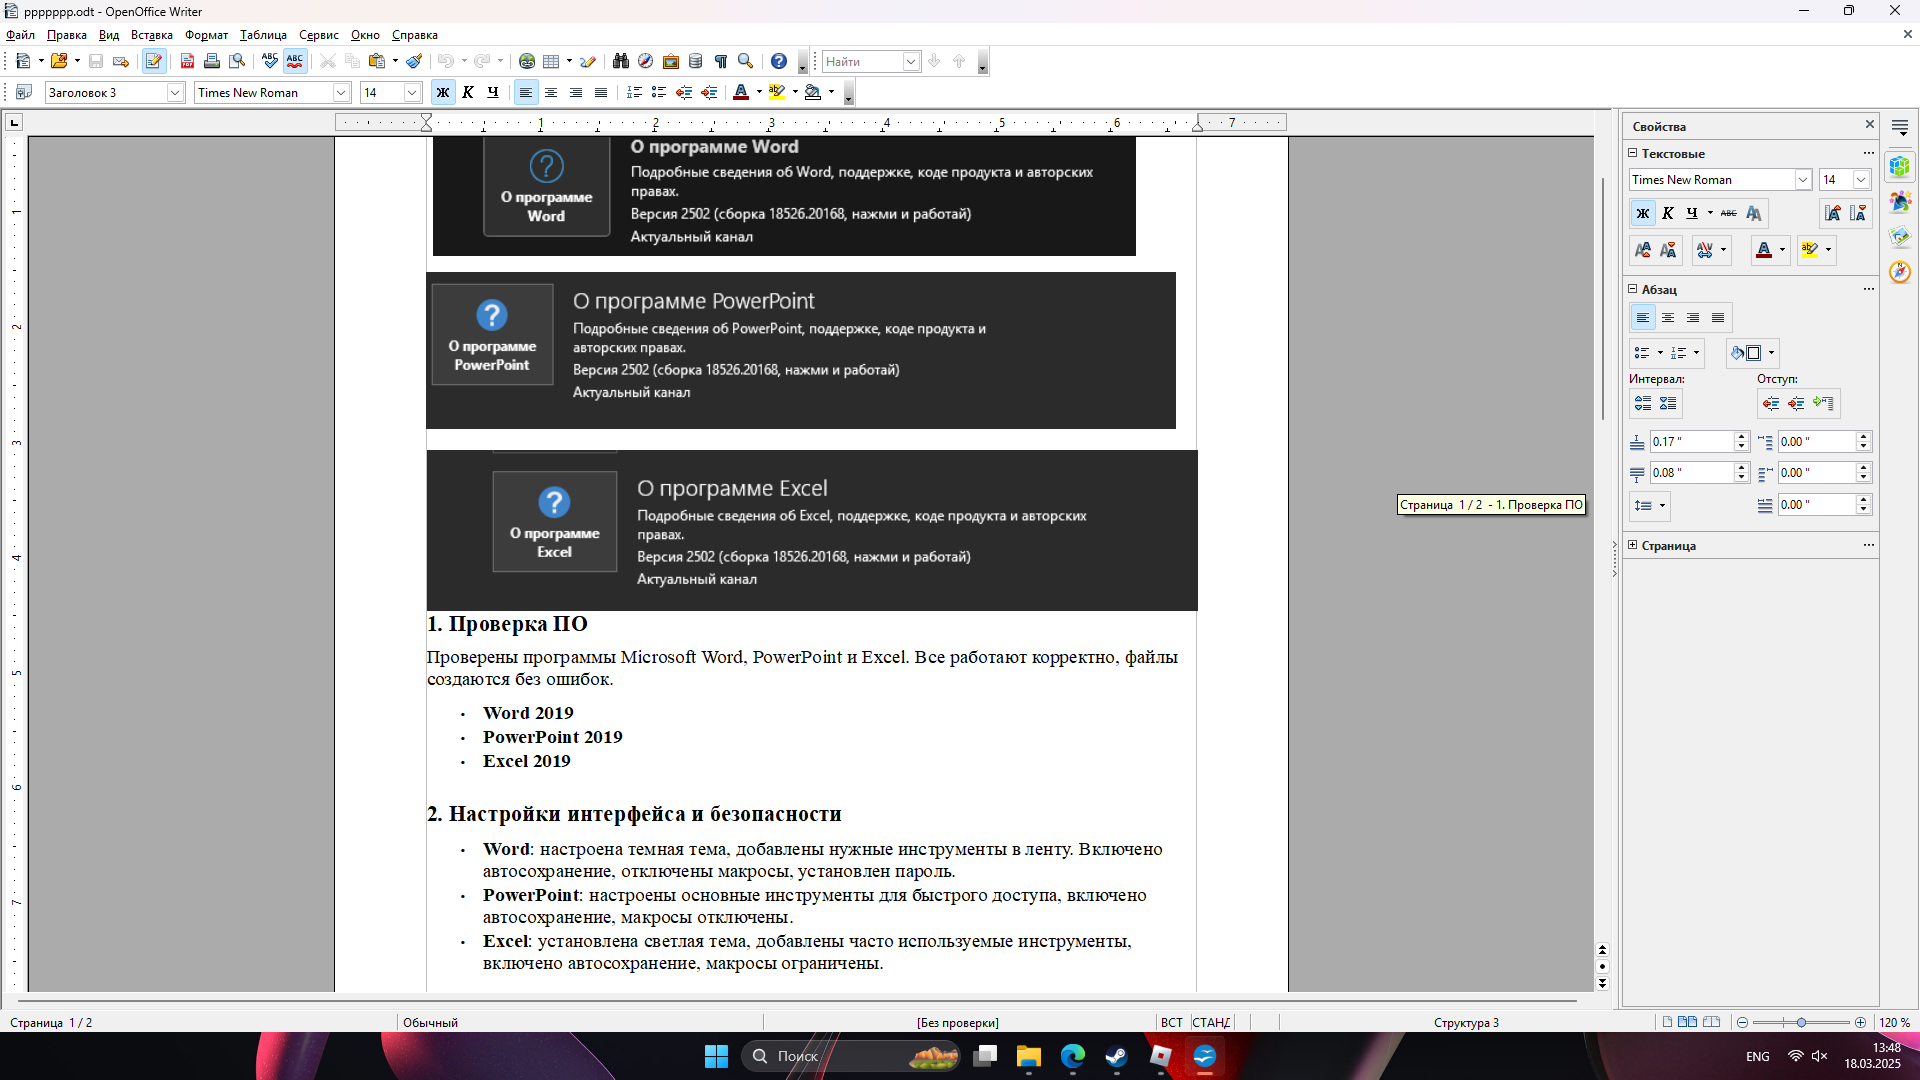 ppppppp.odt - OpenOffice Writer
Файл Правка Вид Вставка Формат Таблица Сервис Окно Справка
Найти
Заголовок 3 Times New Roman 14 Ж К Ч
1 2 3 4 5 6 7
О программе Word
О программе
Word
Подробные сведения об Word, поддержке, коде продукта и авторских
правах.
Версия 2502 (сборка 18526.20168, нажми и работай)
Актуальный канал
О программе PowerPoint
О программе
PowerPoint
Подробные сведения об PowerPoint, поддержке, коде продукта и
авторских правах.
Версия 2502 (сборка 18526.20168, нажми и работай)
Актуальный канал
О программе Excel
О программе
Excel
Подробные сведения об Excel, поддержке, коде продукта и авторских
правах.
Версия 2502 (сборка 18526.20168, нажми и работай)
Актуальный канал
1. Проверка ПО
Проверены программы Microsoft Word, PowerPoint и Excel. Все работают корректно, файлы
создаются без ошибок.
• Word 2019
• PowerPoint 2019
• Excel 2019
2. Настройки интерфейса и безопасности
• Word: настроена темная тема, добавлены нужные инструменты в ленту. Включено
автосохранение, отключены макросы, установлен пароль.
• PowerPoint: настроены основные инструменты для быстрого доступа, включено
автосохранение, макросы отключены.
• Excel: установлена светлая тема, добавлены часто используемые инструменты,
включено автосохранение, макросы ограничены.
Страница 1 / 2 - 1. Проверка ПО
Свойства
Текстовые
Times New Roman 14
Ж К Ч ABC
Абзац
Интервал: Отступ:
0.17 " 0.00 "
0.08 " 0.00 "
0.00 "
Страница
Страница 1 / 2 Обычный [Без проверки] ВСТ СТАНД Структура 3 120 %
Поиск
ENG
13:48
18.03.2025